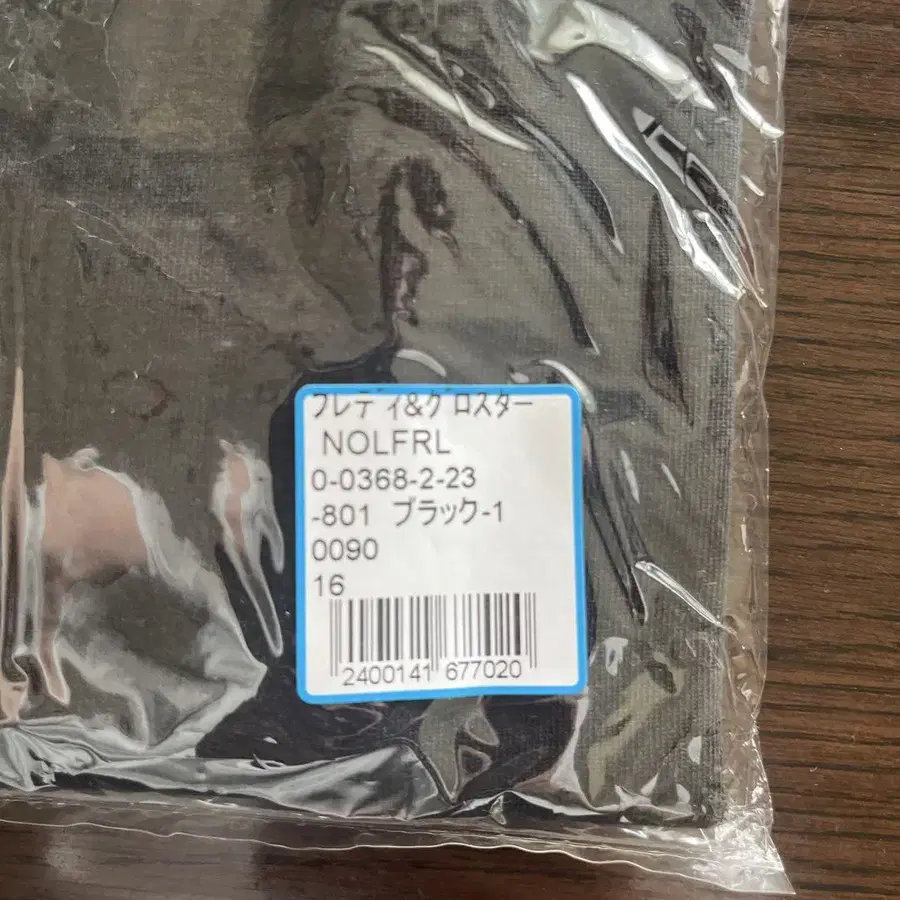 ﾌﾚﾃﾞｨ&ｸﾞﾛｽﾀｰ
NOLFRL
0-0368-2-23
-801 ﾌﾞﾗｯｸ-1
0090
16
2400141 677020